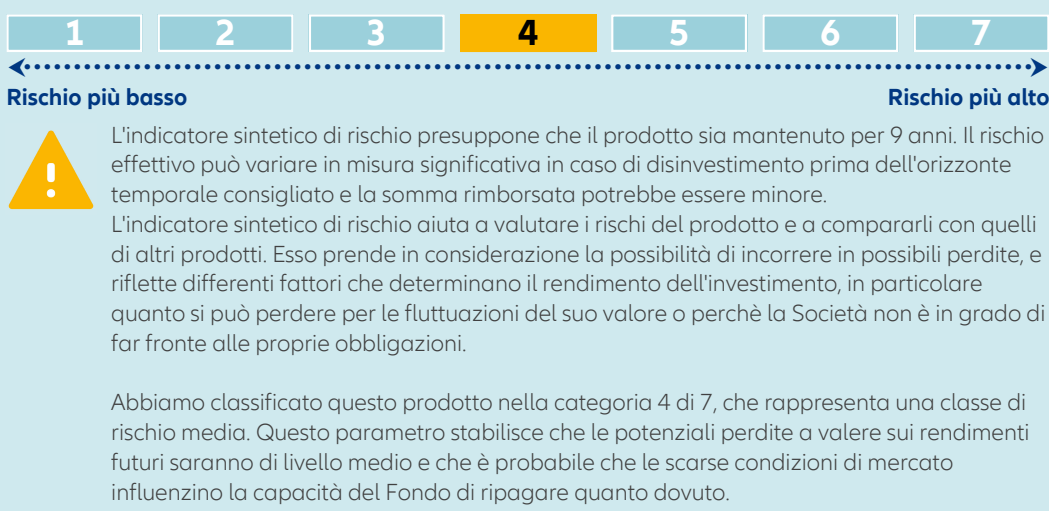 1 2 3 4 5 6 7
Rischio più basso Rischio più alto
L'indicatore sintetico di rischio presuppone che il prodotto sia mantenuto per 9 anni. Il rischio
effettivo può variare in misura significativa in caso di disinvestimento prima dell'orizzonte
temporale consigliato e la somma rimborsata potrebbe essere minore.
L'indicatore sintetico di rischio aiuta a valutare i rischi del prodotto e a compararli con quelli
di altri prodotti. Esso prende in considerazione la possibilità di incorrere in possibili perdite, e
riflette differenti fattori che determinano il rendimento dell'investimento, in particolare
quanto si può perdere per le fluttuazioni del suo valore o perchè la Società non è in grado di
far fronte alle proprie obbligazioni.
Abbiamo classificato questo prodotto nella categoria 4 di 7, che rappresenta una classe di
rischio media. Questo parametro stabilisce che le potenziali perdite a valere sui rendimenti
futuri saranno di livello medio e che è probabile che le scarse condizioni di mercato
influenzino la capacità del Fondo di ripagare quanto dovuto.